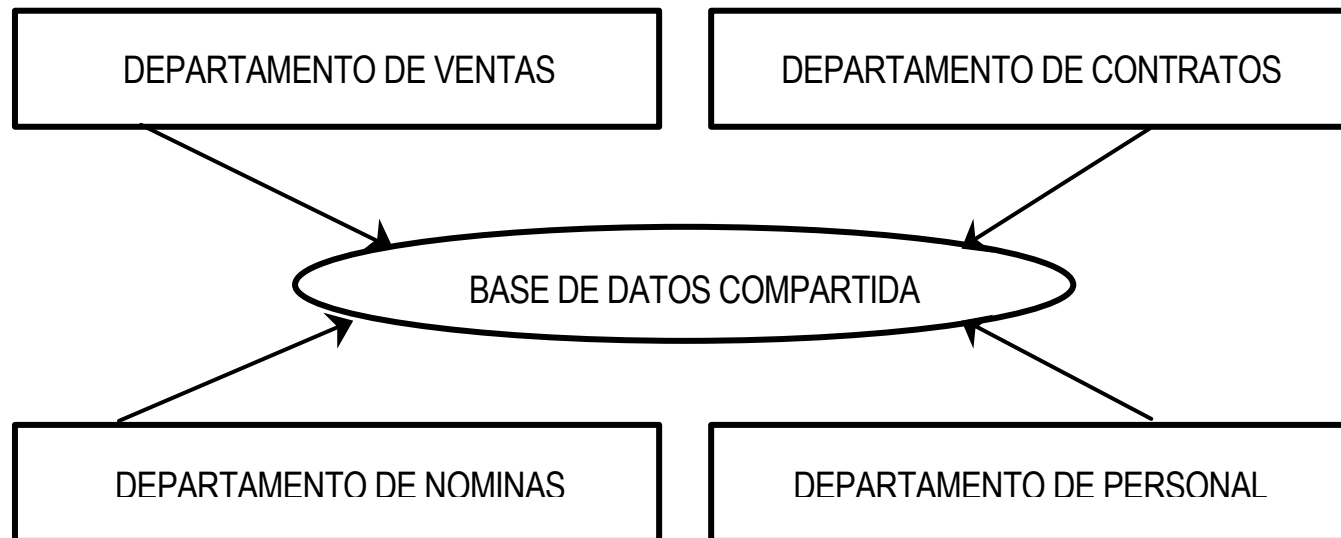 DEPARTAMENTO DE VENTAS
DEPARTAMENTO DE CONTRATOS
BASE DE DATOS COMPARTIDA
DEPARTAMENTO DE NOMINAS
DEPARTAMENTO DE PERSONAL